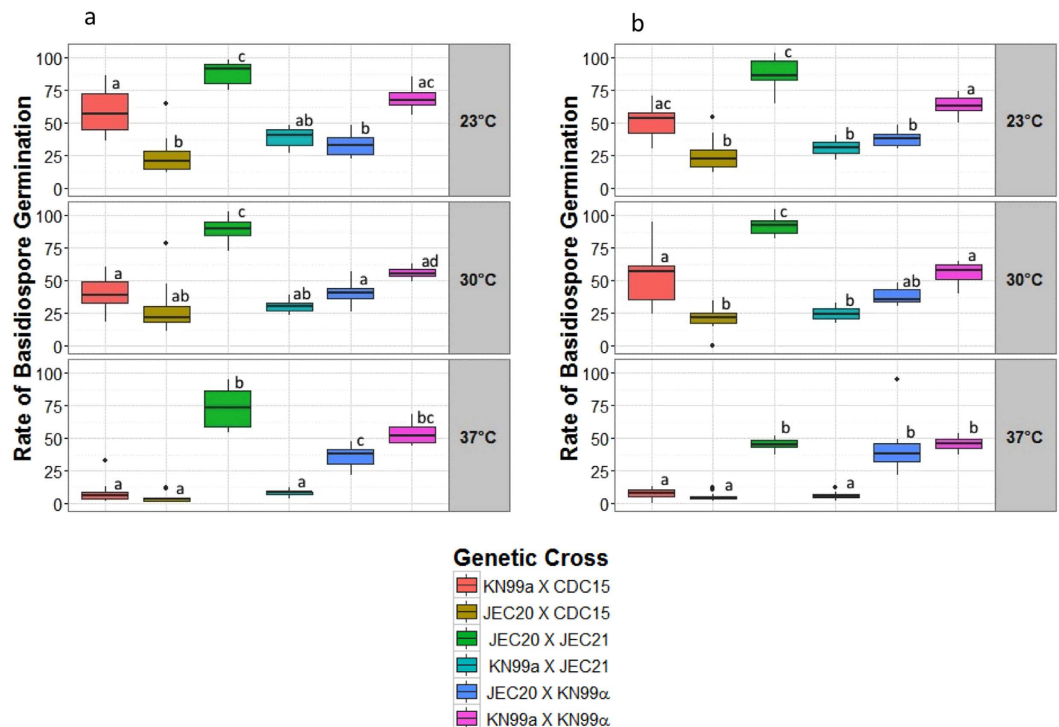 a
b
Rate of Basidiospore Germination
100
75
50
25
0
a b c ab b ac
23°C
100
75
50
25
0
a ab c ab a ad
30°C
100
75
50
25
0
a a b a c bc
37°C
Rate of Basidiospore Germination
100
75
50
25
0
ac b c b b a
23°C
100
75
50
25
0
a b c b ab a
30°C
100
75
50
25
0
a a b a b b
37°C
Genetic Cross
KN99a X CDC15
JEC20 X CDC15
JEC20 X JEC21
KN99a X JEC21
JEC20 X KN99α
KN99a X KN99α